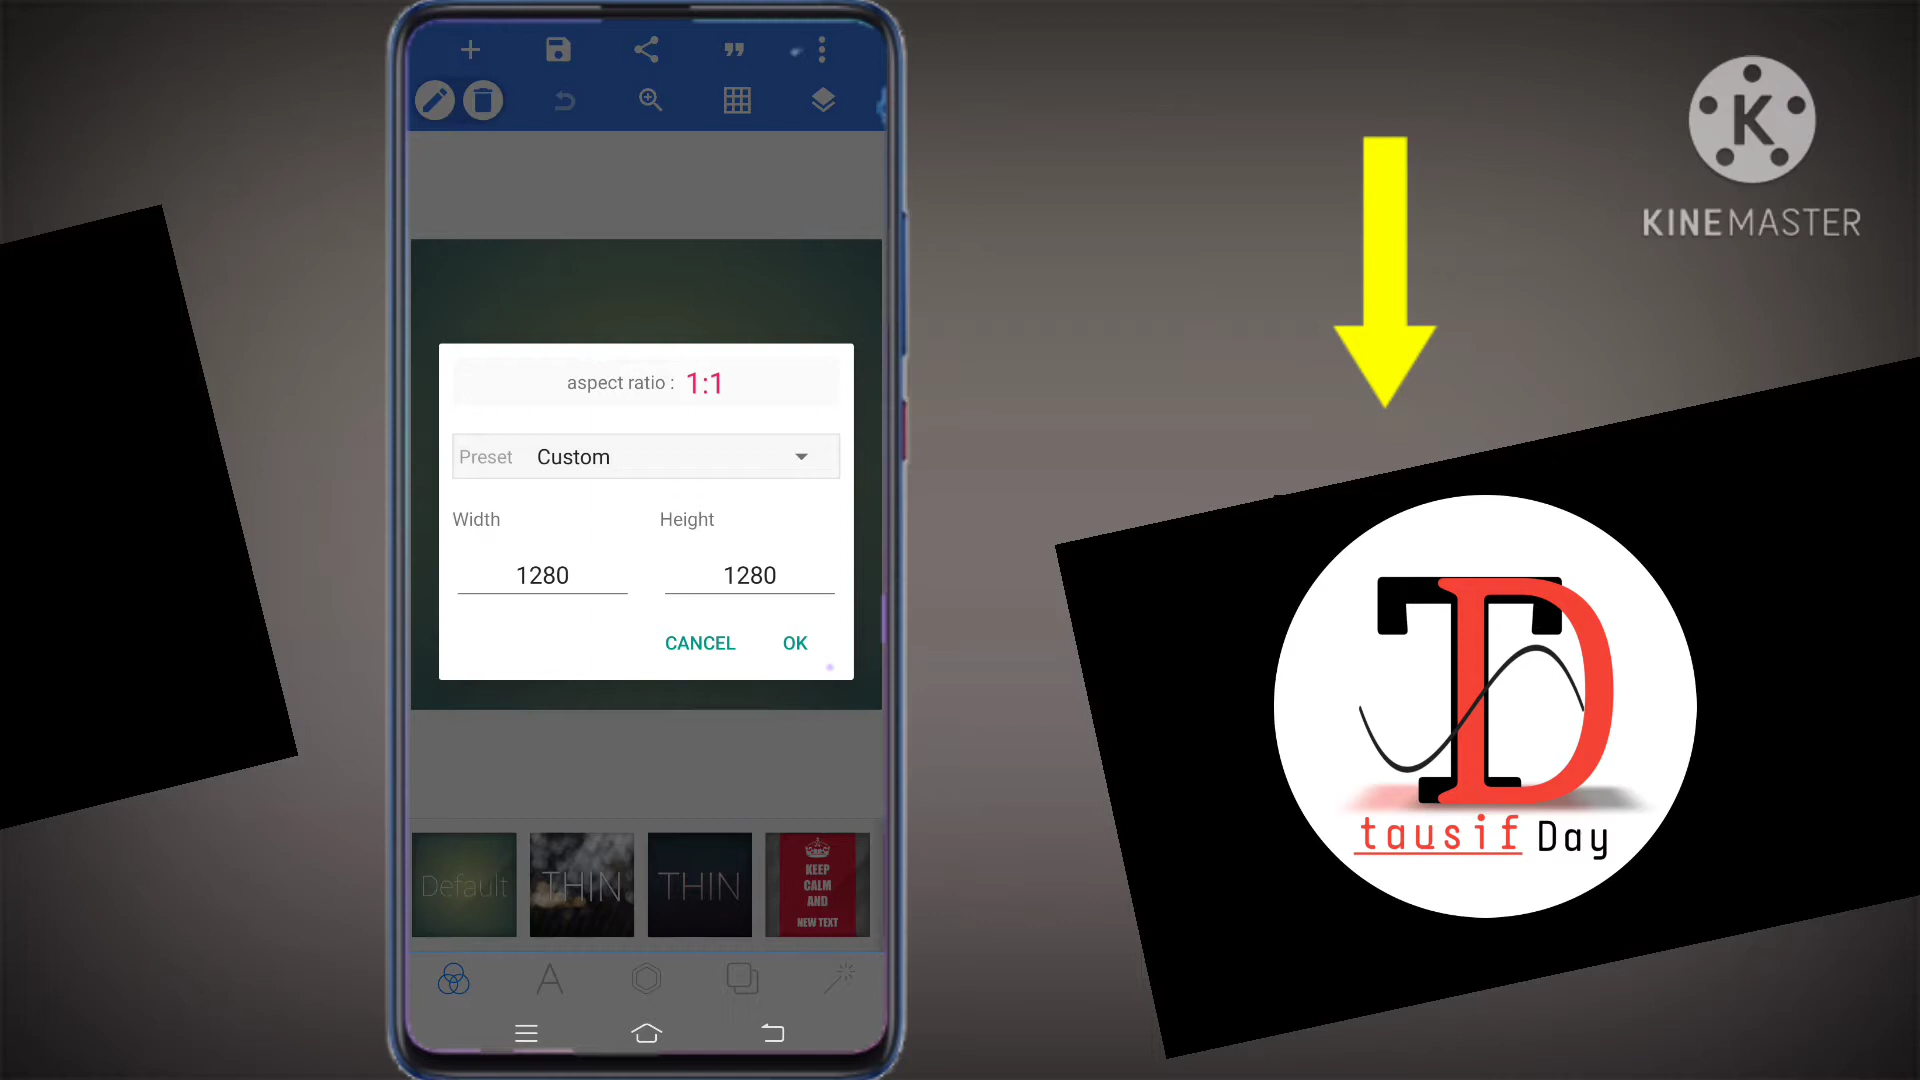 aspect ratio : 1:1
Preset Custom
Width Height
1280 1280
CANCEL OK
Default
THIN
THIN
KEEP
CALM
AND
NEW TEXT
A
K
KINEMASTER
TD
tausif Day